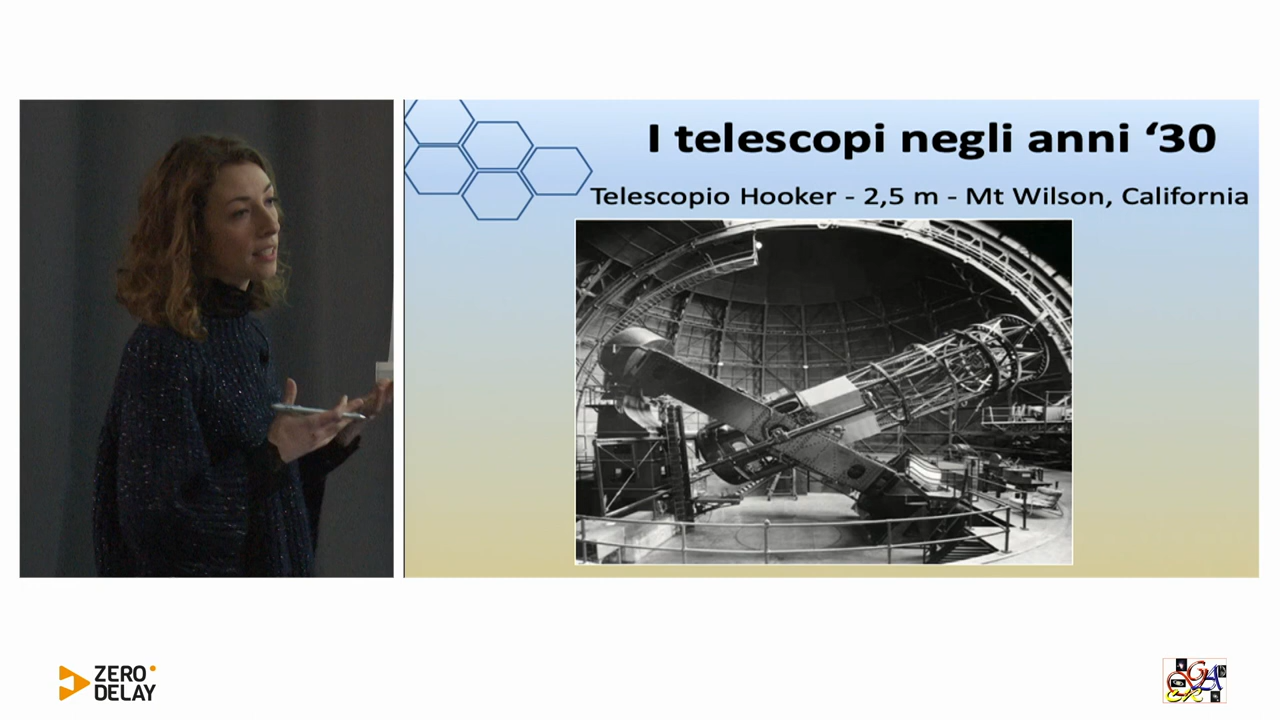 I telescopi negli anni ‘30
Telescopio Hooker - 2,5 m - Mt Wilson, California
ZERO
DELAY